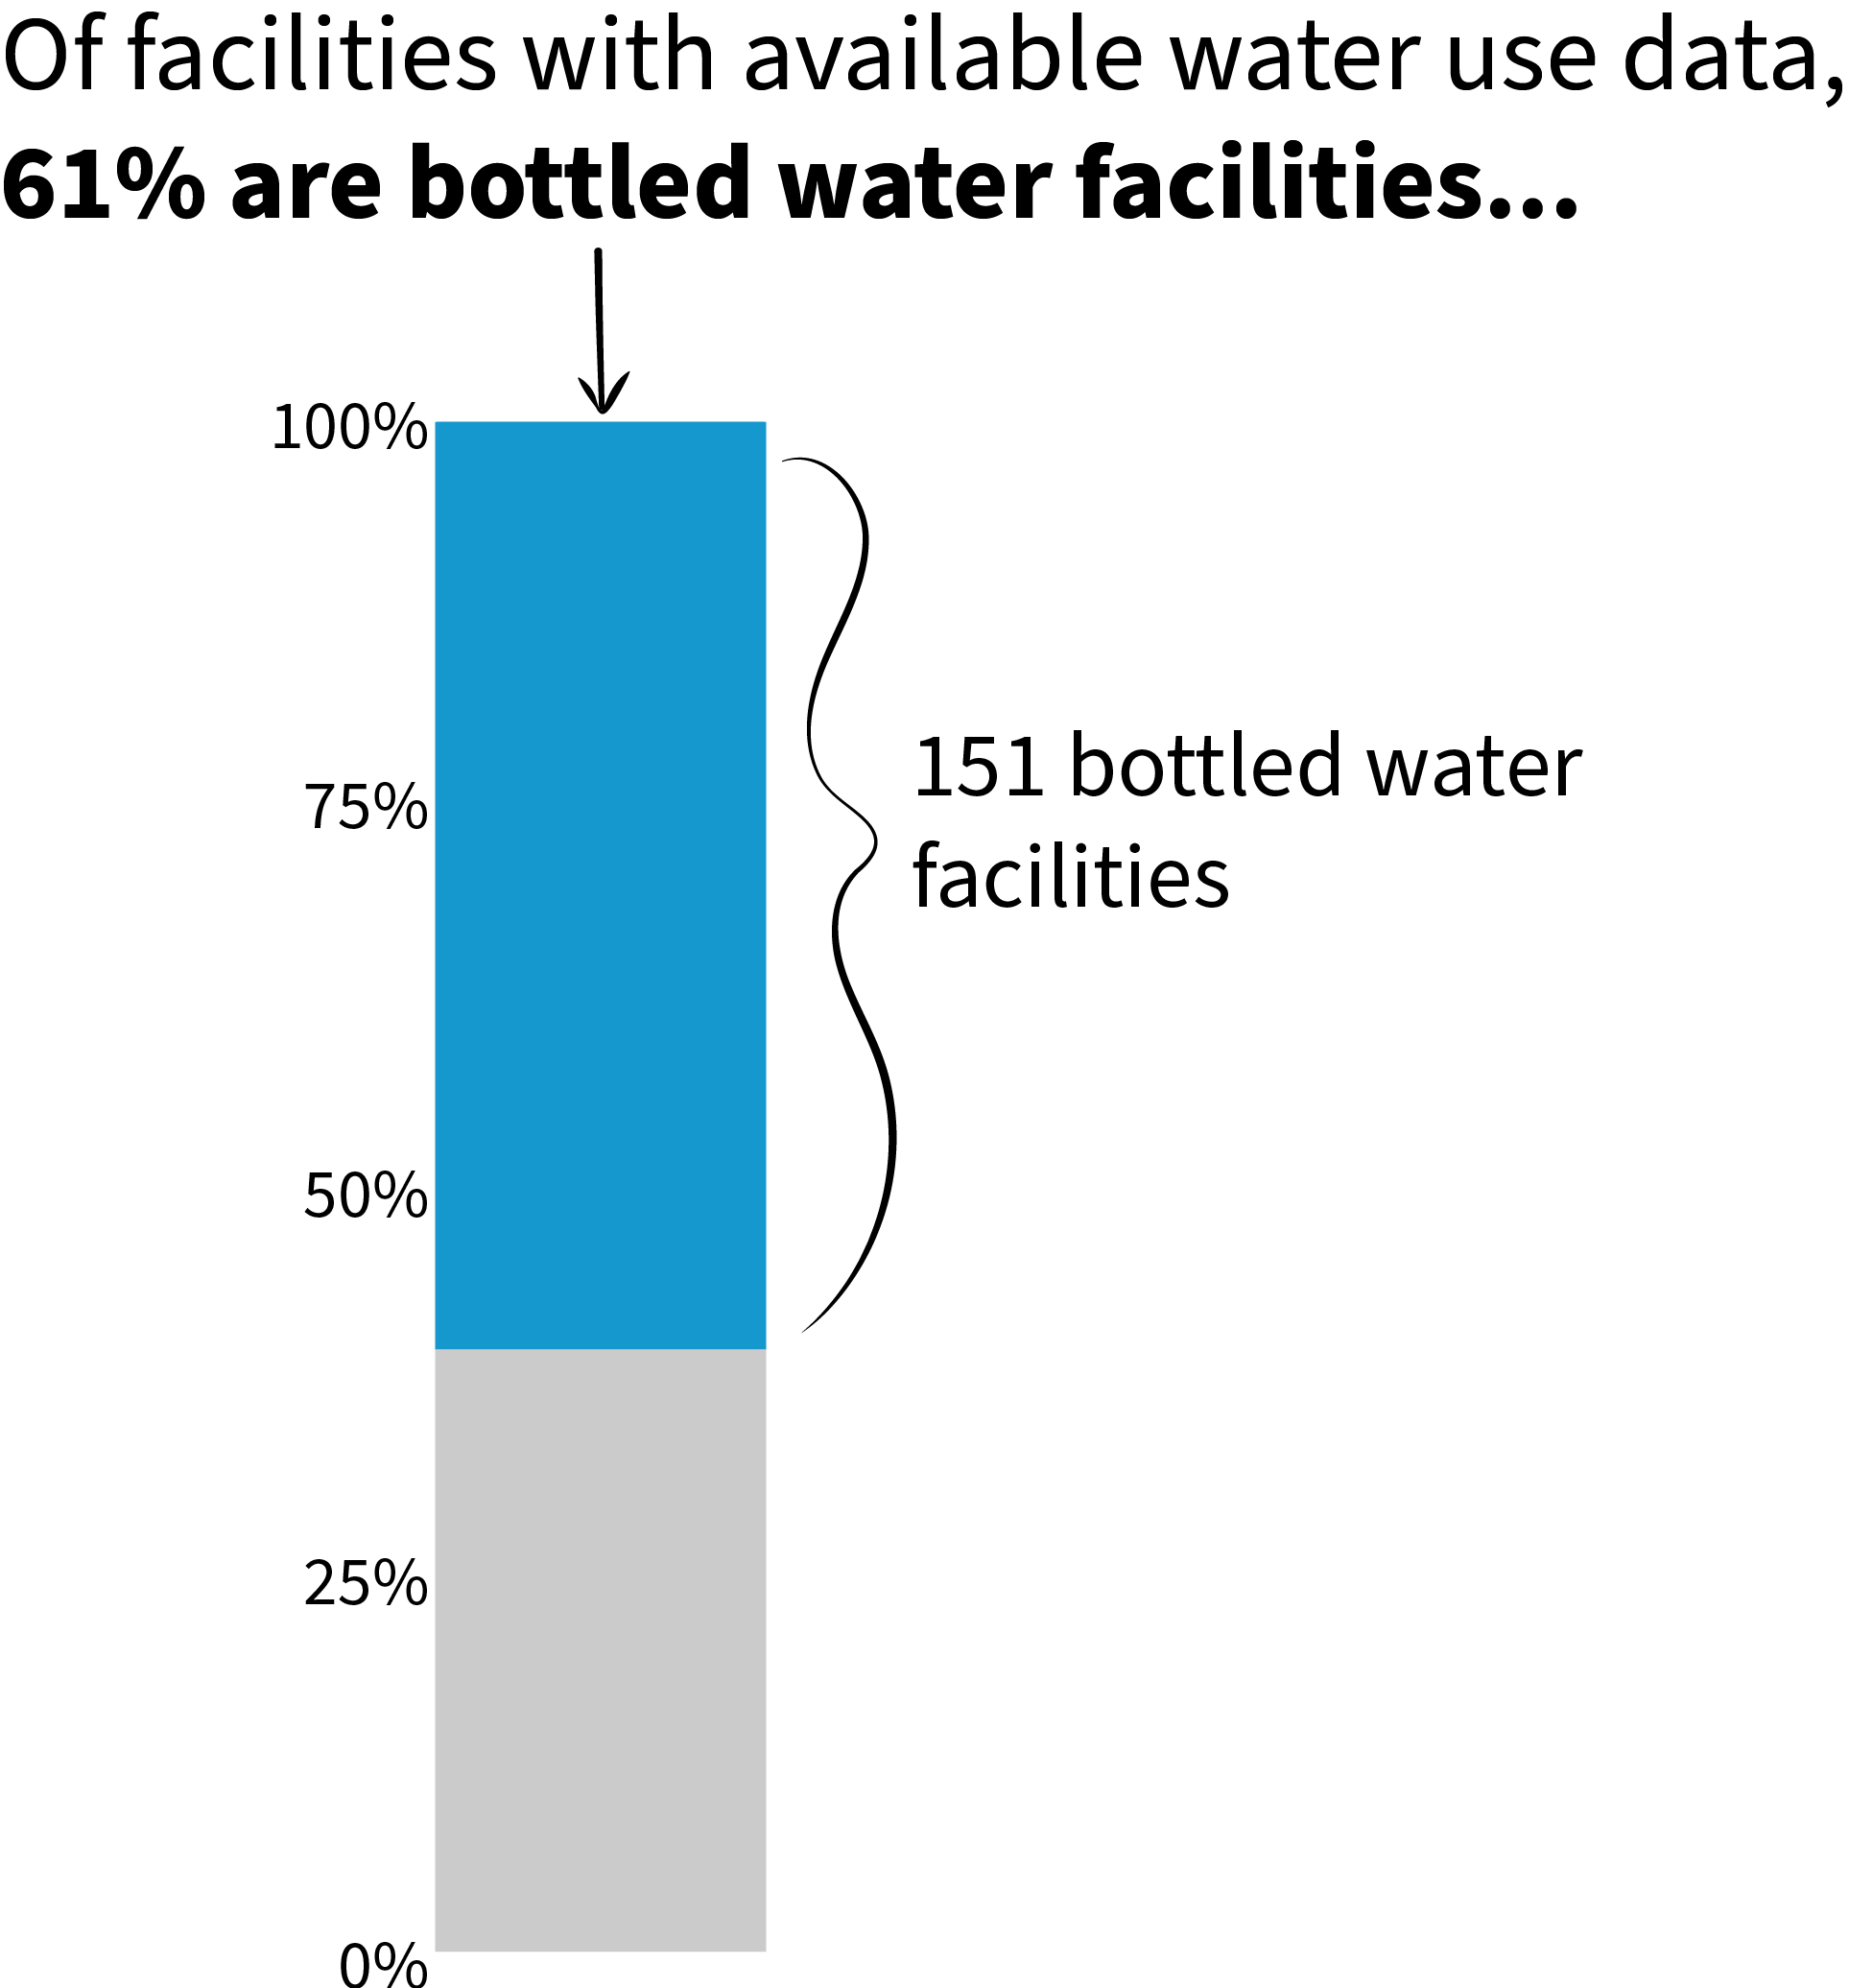 Of facilities with available water use data,
61% are bottled water facilities...
100%
75%
151 bottled water
facilities
50%
25%
0%